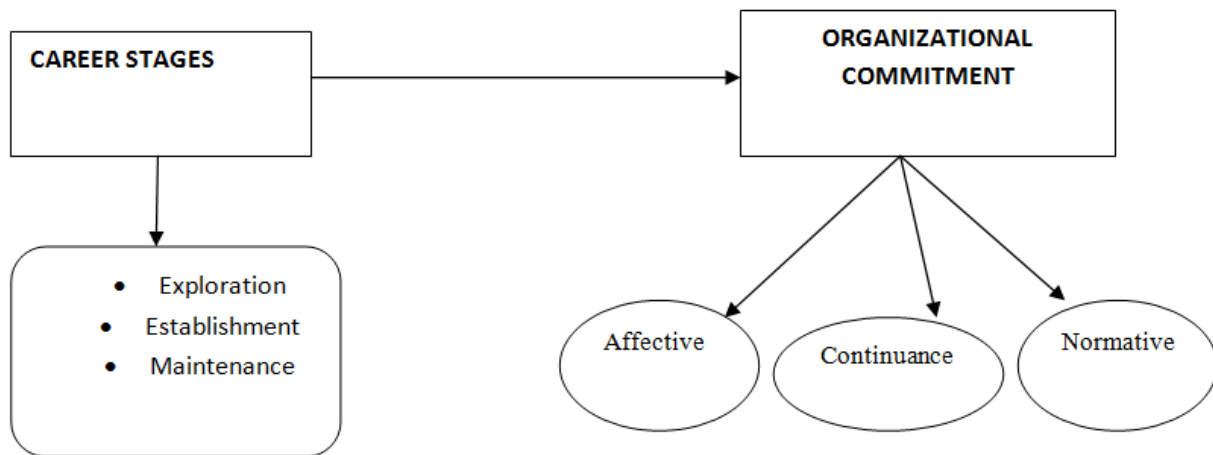 CAREER STAGES
ORGANIZATIONAL
COMMITMENT
• Exploration
• Establishment
• Maintenance
Affective
Continuance
Normative